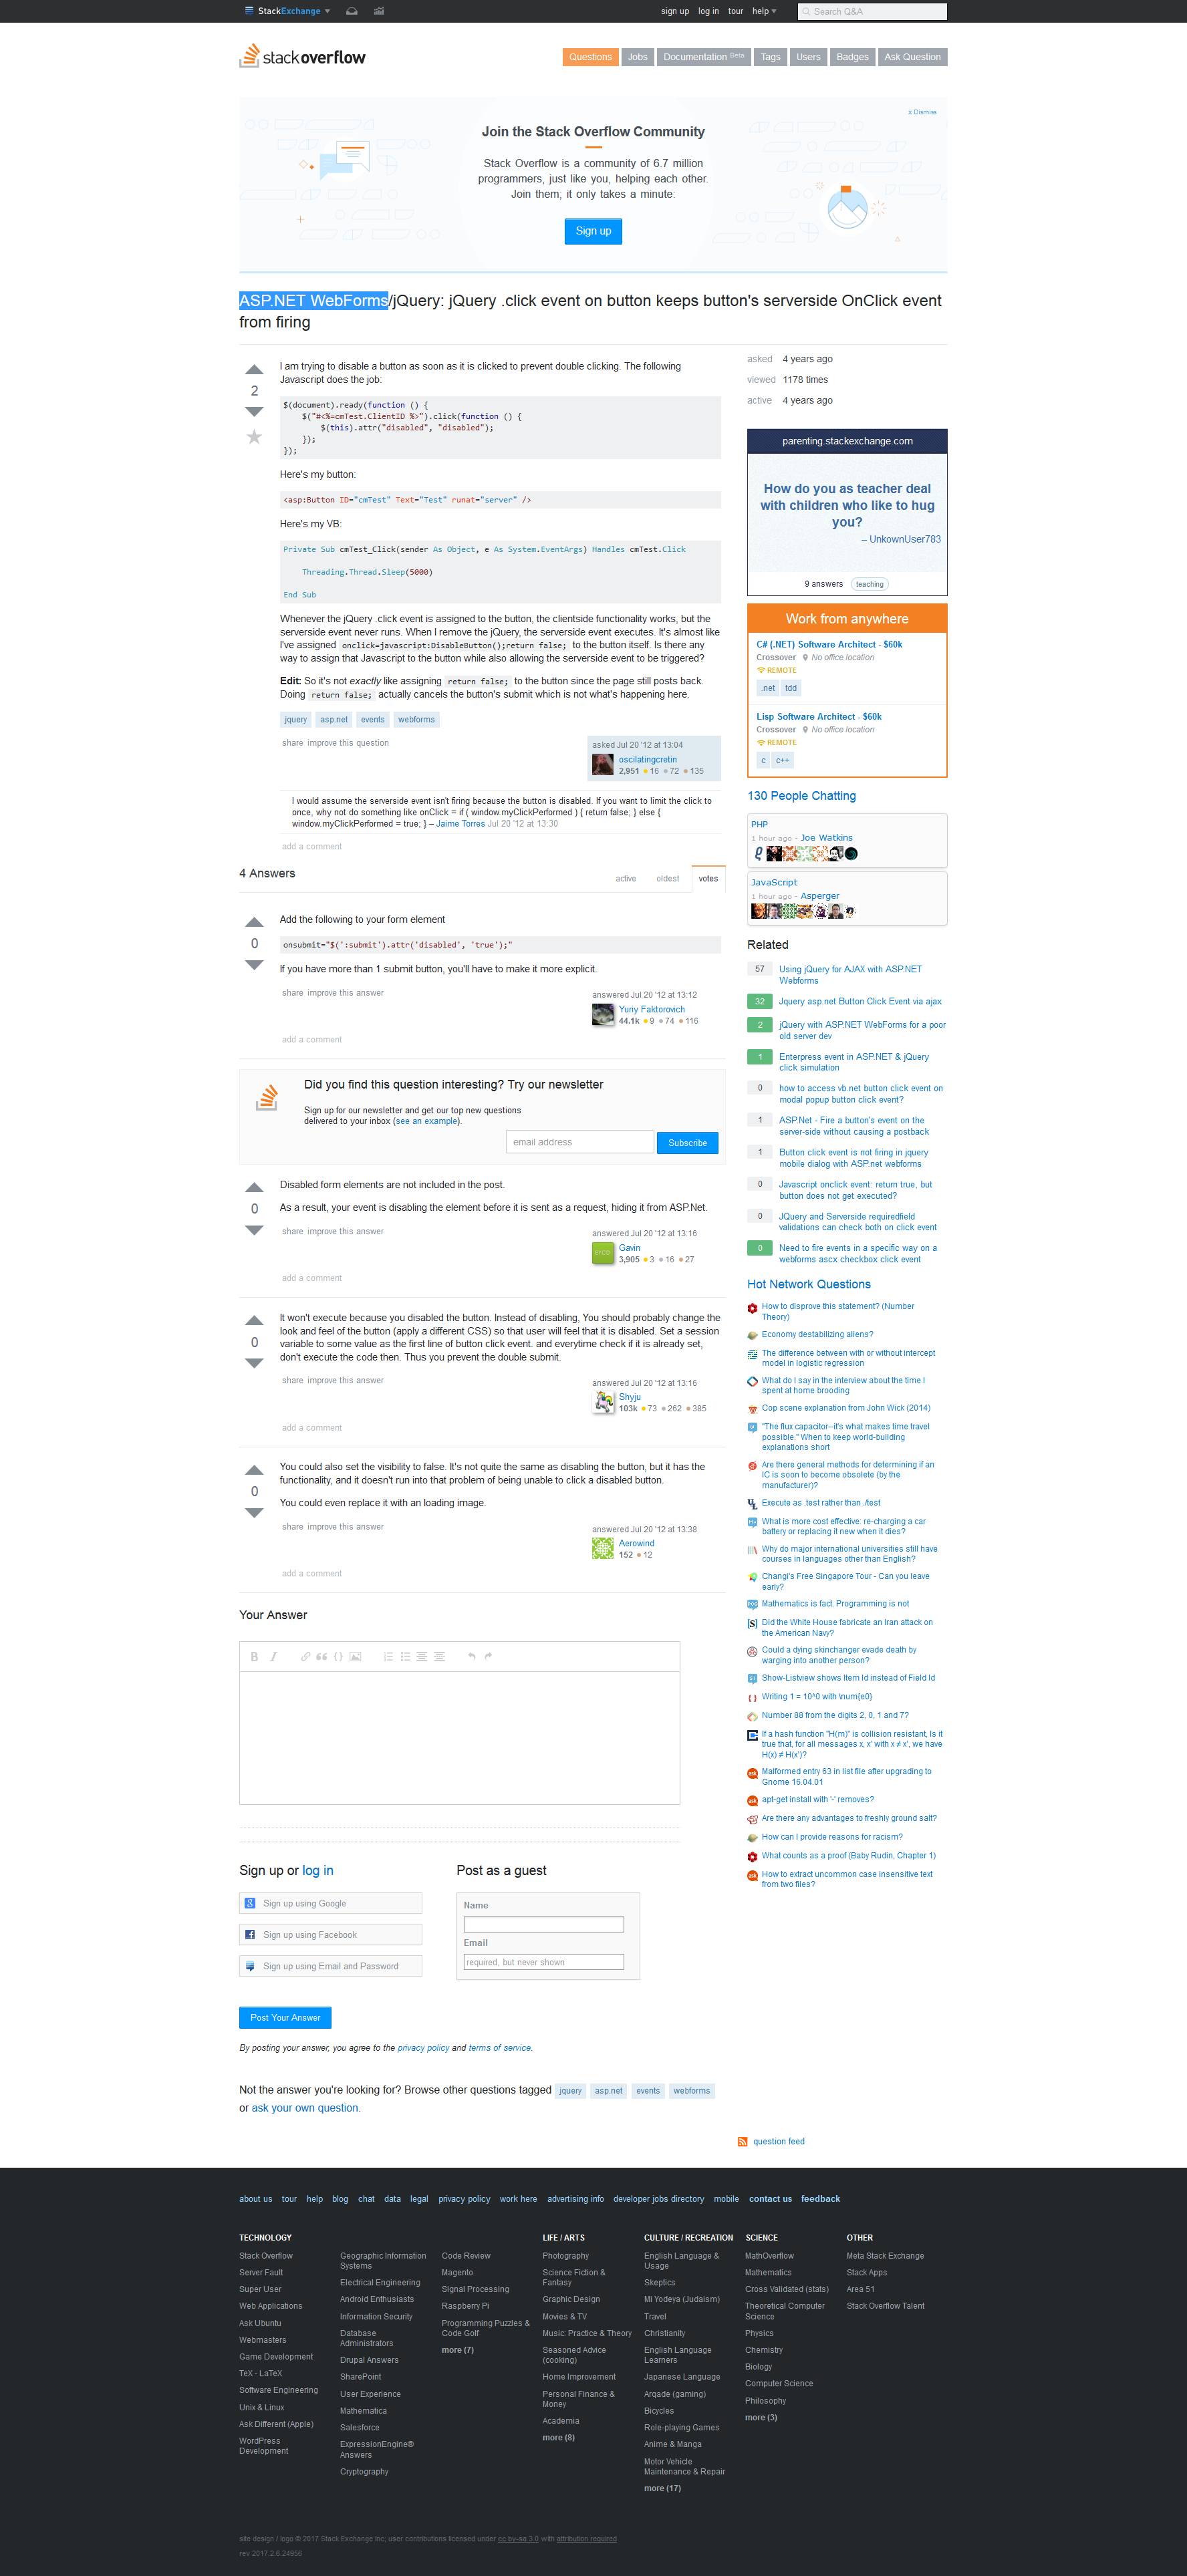 StackExchange
sign up log in tour help
Search Q&A
stackoverflow
Questions Jobs Documentation Beta Tags Users Badges Ask Question
x Dismiss
Join the Stack Overflow Community
Stack Overflow is a community of 6.7 million
programmers, just like you, helping each other.
Join them; it only takes a minute:
Sign up
ASP.NET WebForms/jQuery: jQuery .click event on button keeps button's serverside OnClick event
from firing
2
I am trying to disable a button as soon as it is clicked to prevent double clicking. The following
Javascript does the job:
$(document).ready(function () {
$("#<%=cmTest.ClientID %>").click(function () {
$(this).attr("disabled", "disabled");
});
});
Here's my button:
<asp:Button ID="cmTest" Text="Test" runat="server" />
Here's my VB:
Private Sub cmTest_Click(sender As Object, e As System.EventArgs) Handles cmTest.Click
Threading.Thread.Sleep(5000)
End Sub
Whenever the jQuery .click event is assigned to the button, the clientside functionality works, but the
serverside event never runs. When I remove the jQuery, the serverside event executes. It's almost like
I've assigned onclick=javascript:DisableButton();return false; to the button itself. Is there any
way to assign that Javascript to the button while also allowing the serverside event to be triggered?
Edit: So it's not exactly like assigning return false; to the button since the page still posts back.
Doing return false; actually cancels the button's submit which is not what's happening here.
jquery asp.net events webforms
share improve this question
asked Jul 20 '12 at 13:04
oscilatingcretin
2,951 16 72 135
I would assume the serverside event isn't firing because the button is disabled. If you want to limit the click to
once, why not do something like onClick = if ( window.myClickPerformed ) { return false; } else {
window.myClickPerformed = true; } – Jaime Torres Jul 20 '12 at 13:30
add a comment
4 Answers
active oldest votes
0
Add the following to your form element
onsubmit="$(':submit').attr('disabled', 'true');"
If you have more than 1 submit button, you'll have to make it more explicit.
share improve this answer
answered Jul 20 '12 at 13:12
Yuriy Faktorovich
44.1k 9 74 116
add a comment
Did you find this question interesting? Try our newsletter
Sign up for our newsletter and get our top new questions
delivered to your inbox (see an example).
email address
Subscribe
0
Disabled form elements are not included in the post.
As a result, your event is disabling the element before it is sent as a request, hiding it from ASP.Net.
share improve this answer
answered Jul 20 '12 at 13:16
Gavin
3,905 3 16 27
add a comment
0
It won't execute because you disabled the button. Instead of disabling, You should probably change the
look and feel of the button (apply a different CSS) so that user will feel that it is disabled. Set a session
variable to some value as the first line of button click event. and everytime check if it is already set,
don't execute the code then. Thus you prevent the double submit.
share improve this answer
answered Jul 20 '12 at 13:16
Shyju
103k 73 262 385
add a comment
0
You could also set the visibility to false. It's not quite the same as disabling the button, but it has the
functionality, and it doesn't run into that problem of being unable to click a disabled button.
You could even replace it with an loading image.
share improve this answer
answered Jul 20 '12 at 13:38
Aerowind
152 12
add a comment
Your Answer
Sign up or log in
Sign up using Google
Sign up using Facebook
Sign up using Email and Password
Post as a guest
Name
Email
required, but never shown
Post Your Answer
By posting your answer, you agree to the privacy policy and terms of service.
Not the answer you're looking for? Browse other questions tagged jquery asp.net events webforms
or ask your own question.
asked 4 years ago
viewed 1178 times
active 4 years ago
parenting.stackexchange.com
How do you as teacher deal
with children who like to hug
you?
– UnkownUser783
9 answers teaching
Work from anywhere
C# (.NET) Software Architect - $60k
Crossover No office location
REMOTE
.net tdd
Lisp Software Architect - $60k
Crossover No office location
REMOTE
c c++
130 People Chatting
PHP
1 hour ago - Joe Watkins
JavaScript
1 hour ago - Asperger
Related
57 Using jQuery for AJAX with ASP.NET
Webforms
32 Jquery asp.net Button Click Event via ajax
2 jQuery with ASP.NET WebForms for a poor
old server dev
1 Enterpress event in ASP.NET & jQuery
click simulation
0 how to access vb.net button click event on
modal popup button click event?
1 ASP.Net - Fire a button's event on the
server-side without causing a postback
1 Button click event is not firing in jquery
mobile dialog with ASP.net webforms
0 Javascript onclick event: return true, but
button does not get executed?
0 JQuery and Serverside requiredfield
validations can check both on click event
0 Need to fire events in a specific way on a
webforms ascx checkbox click event
Hot Network Questions
How to disprove this statement? (Number
Theory)
Economy destabilizing aliens?
The difference between with or without intercept
model in logistic regression
What do I say in the interview about the time I
spent at home brooding
Cop scene explanation from John Wick (2014)
"The flux capacitor--it's what makes time travel
possible." When to keep world-building
explanations short
Are there general methods for determining if an
IC is soon to become obsolete (by the
manufacturer)?
Execute as .test rather than ./test
What is more cost effective: re-charging a car
battery or replacing it new when it dies?
Why do major international universities still have
courses in languages other than English?
Changi's Free Singapore Tour - Can you leave
early?
Mathematics is fact. Programming is not
Did the White House fabricate an Iran attack on
the American Navy?
Could a dying skinchanger evade death by
warging into another person?
Show-Listview shows Item Id instead of Field Id
Writing 1 = 10^0 with \num{e0}
Number 88 from the digits 2, 0, 1 and 7?
If a hash function "H(m)" is collision resistant, Is it
true that, for all messages x, x' with x ≠ x', we have
H(x) ≠ H(x')?
Malformed entry 63 in list file after upgrading to
Gnome 16.04.01
apt-get install with '-' removes?
Are there any advantages to freshly ground salt?
How can I provide reasons for racism?
What counts as a proof (Baby Rudin, Chapter 1)
How to extract uncommon case insensitive text
from two files?
question feed
about us tour help blog chat data legal privacy policy work here advertising info developer jobs directory mobile contact us feedback
TECHNOLOGY
Stack Overflow
Server Fault
Super User
Web Applications
Ask Ubuntu
Webmasters
Game Development
TeX - LaTeX
Software Engineering
Unix & Linux
Ask Different (Apple)
WordPress
Development
Geographic Information
Systems
Electrical Engineering
Android Enthusiasts
Information Security
Database
Administrators
Drupal Answers
SharePoint
User Experience
Mathematica
Salesforce
ExpressionEngine®
Answers
Cryptography
Code Review
Magento
Signal Processing
Raspberry Pi
Programming Puzzles &
Code Golf
more (7)
LIFE / ARTS
Photography
Science Fiction &
Fantasy
Graphic Design
Movies & TV
Music: Practice & Theory
Seasoned Advice
(cooking)
Home Improvement
Personal Finance &
Money
Academia
more (8)
CULTURE / RECREATION
English Language &
Usage
Skeptics
Mi Yodeya (Judaism)
Travel
Christianity
English Language
Learners
Japanese Language
Arqade (gaming)
Bicycles
Role-playing Games
Anime & Manga
Motor Vehicle
Maintenance & Repair
more (17)
SCIENCE
MathOverflow
Mathematics
Cross Validated (stats)
Theoretical Computer
Science
Physics
Chemistry
Biology
Computer Science
Philosophy
more (3)
OTHER
Meta Stack Exchange
Stack Apps
Area 51
Stack Overflow Talent
site design / logo © 2017 Stack Exchange Inc; user contributions licensed under cc by-sa 3.0 with attribution required
rev 2017.2.6.24956